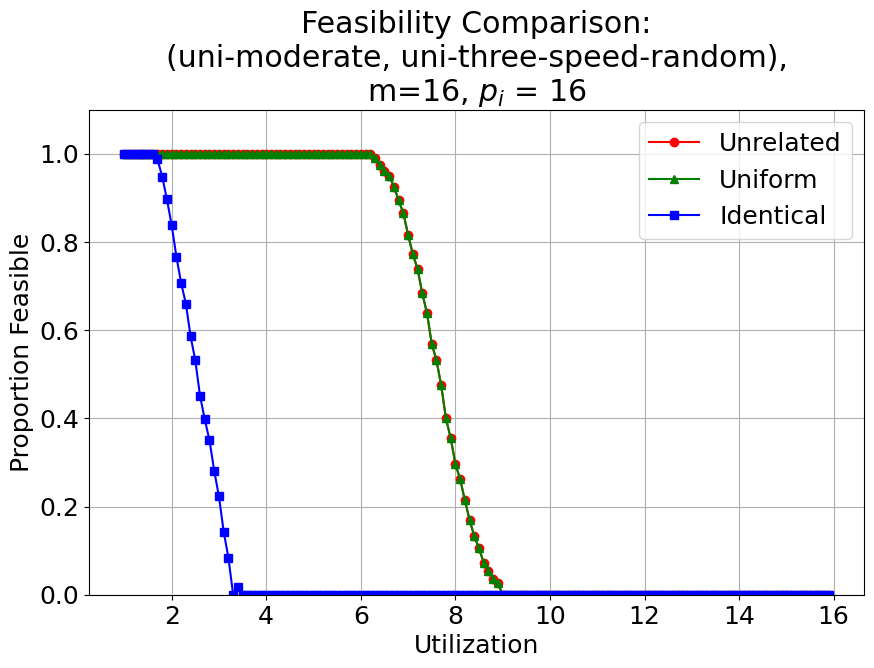 Feasibility Comparison:
(uni-moderate, uni-three-speed-random),
m=16, pᵢ = 16
Unrelated
Uniform
Identical
Proportion Feasible
1.0
0.8
0.6
0.4
0.2
0.0
2 4 6 8 10 12 14 16
Utilization